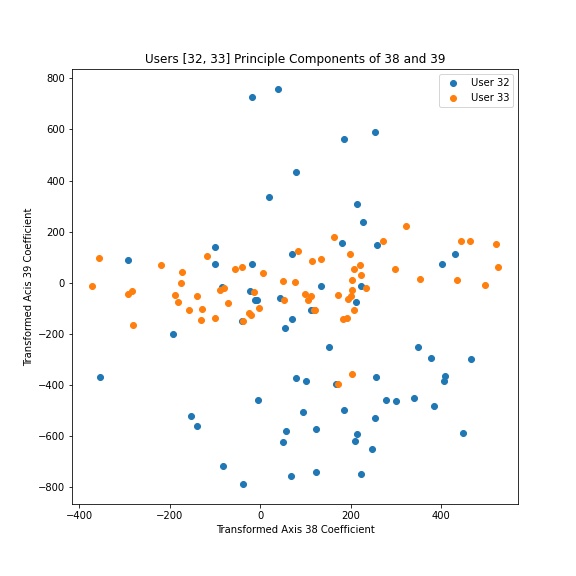 Users [32, 33] Principle Components of 38 and 39
User 32
User 33
Transformed Acis 39 Coefficient
800
600
400
200
0
−200
−400
−600
−800
−400
−200
0
200
400
Transformed Axis 38 Coefficient